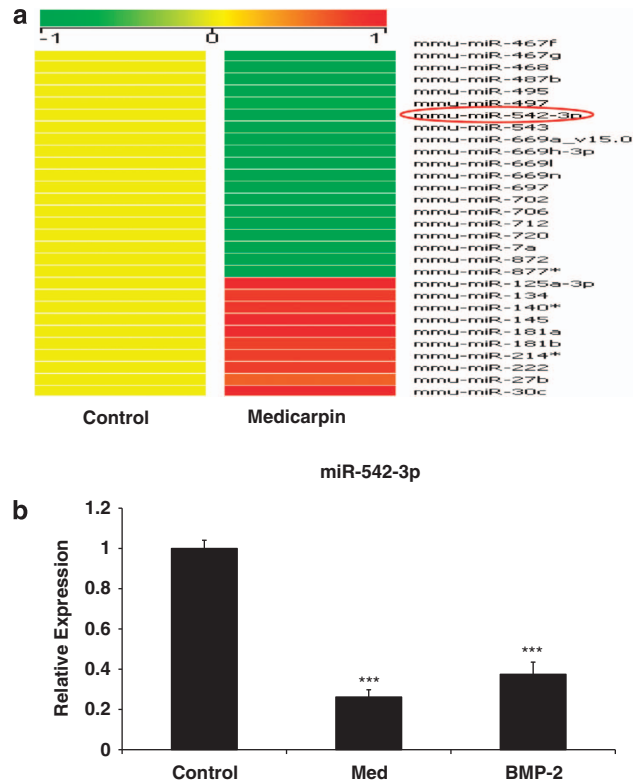 a
-1 0 1
mmu-miR-467f
mmu-miR-467g
mmu-miR-468
mmu-miR-487b
mmu-miR-495
mmu-miR-497
mmu-miR-542-3p
mmu-miR-543
mmu-miR-669a_v15.0
mmu-miR-669h-3p
mmu-miR-669l
mmu-miR-669n
mmu-miR-697
mmu-miR-702
mmu-miR-706
mmu-miR-712
mmu-miR-720
mmu-miR-7a
mmu-miR-872
mmu-miR-877*
mmu-miR-125a-3p
mmu-miR-134
mmu-miR-140*
mmu-miR-145
mmu-miR-181a
mmu-miR-181b
mmu-miR-214*
mmu-miR-222
mmu-miR-27b
mmu-miR-30c
Control Medicarpin
miR-542-3p
b
Relative Expression
1.2
1
0.8
0.6
0.4
0.2
0
***
***
Control Med BMP-2